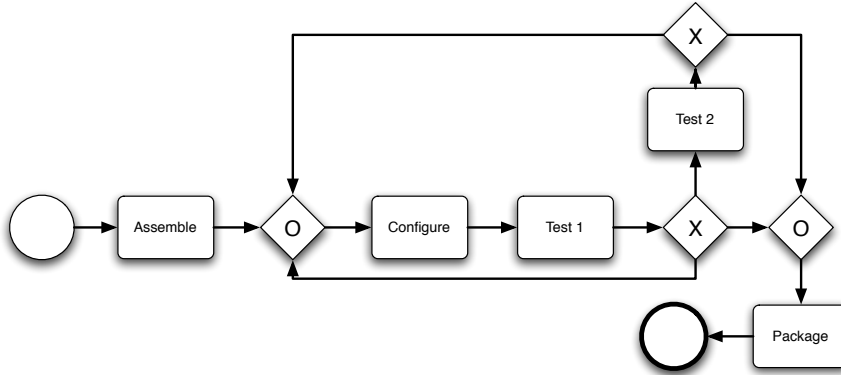 X
Test 2
Assemble
O
Configure
Test 1
X
O
Package